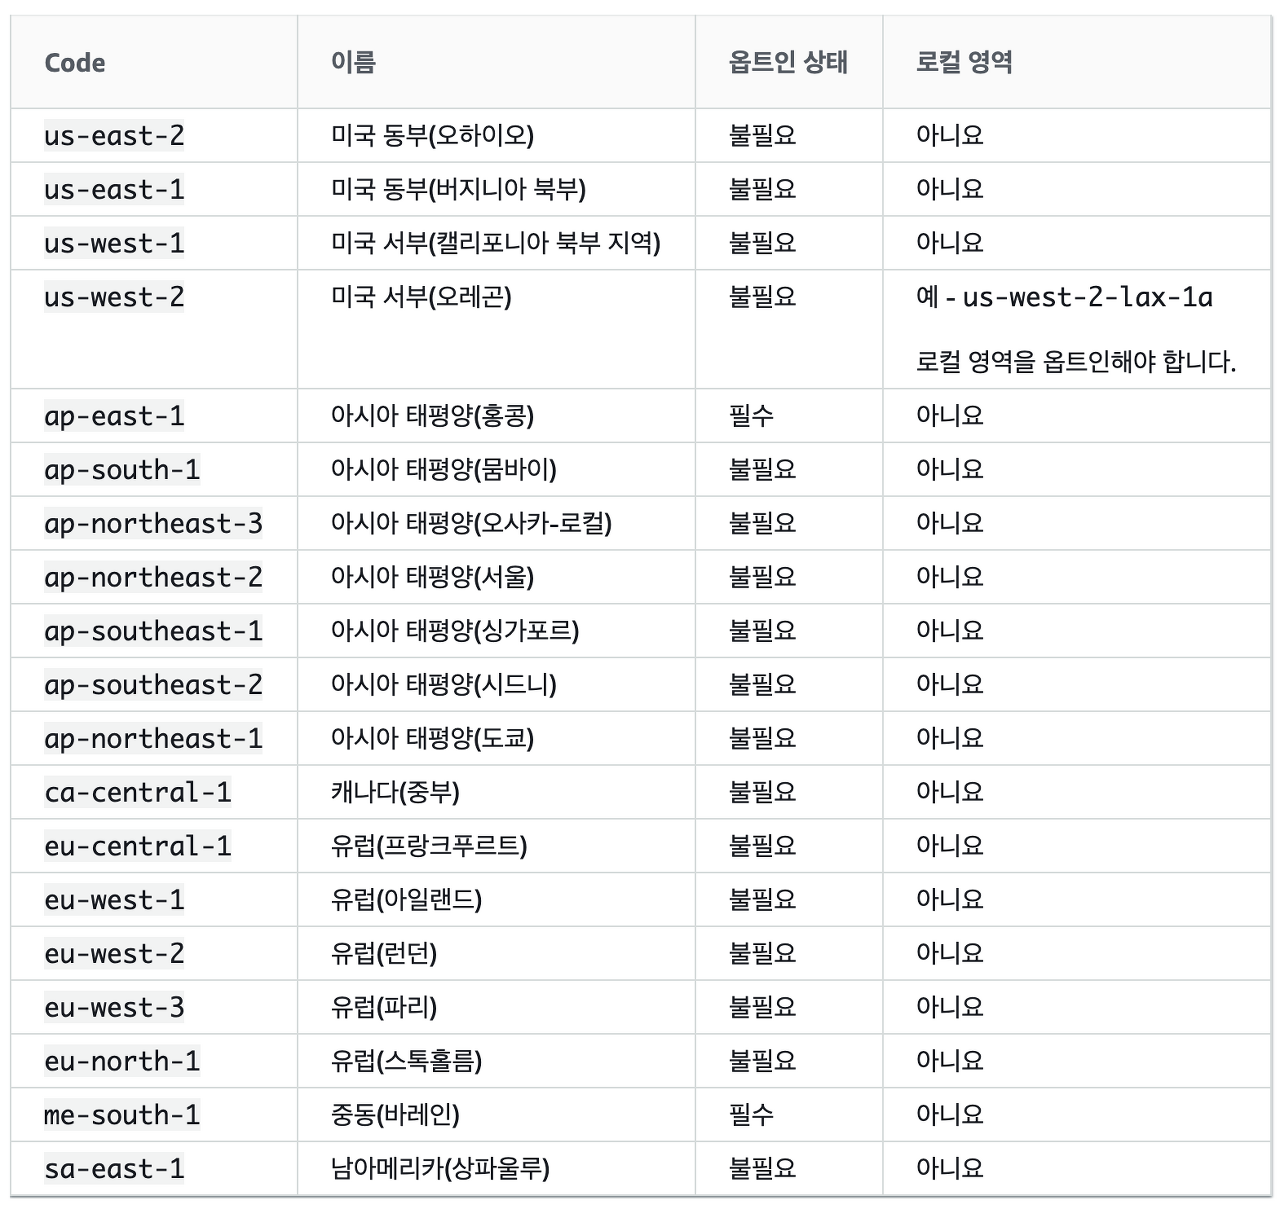 Code 이름 옵트인 상태 로컬 영역
us-east-2 미국 동부(오하이오) 불필요 아니요
us-east-1 미국 동부(버지니아 북부) 불필요 아니요
us-west-1 미국 서부(캘리포니아 북부 지역) 불필요 아니요
us-west-2 미국 서부(오레곤) 불필요 예 - us-west-2-lax-1a
로컬 영역을 옵트인해야 합니다.
ap-east-1 아시아 태평양(홍콩) 필수 아니요
ap-south-1 아시아 태평양(뭄바이) 불필요 아니요
ap-northeast-3 아시아 태평양(오사카-로컬) 불필요 아니요
ap-northeast-2 아시아 태평양(서울) 불필요 아니요
ap-southeast-1 아시아 태평양(싱가포르) 불필요 아니요
ap-southeast-2 아시아 태평양(시드니) 불필요 아니요
ap-northeast-1 아시아 태평양(도쿄) 불필요 아니요
ca-central-1 캐나다(중부) 불필요 아니요
eu-central-1 유럽(프랑크푸르트) 불필요 아니요
eu-west-1 유럽(아일랜드) 불필요 아니요
eu-west-2 유럽(런던) 불필요 아니요
eu-west-3 유럽(파리) 불필요 아니요
eu-north-1 유럽(스톡홀름) 불필요 아니요
me-south-1 중동(바레인) 필수 아니요
sa-east-1 남아메리카(상파울루) 불필요 아니요